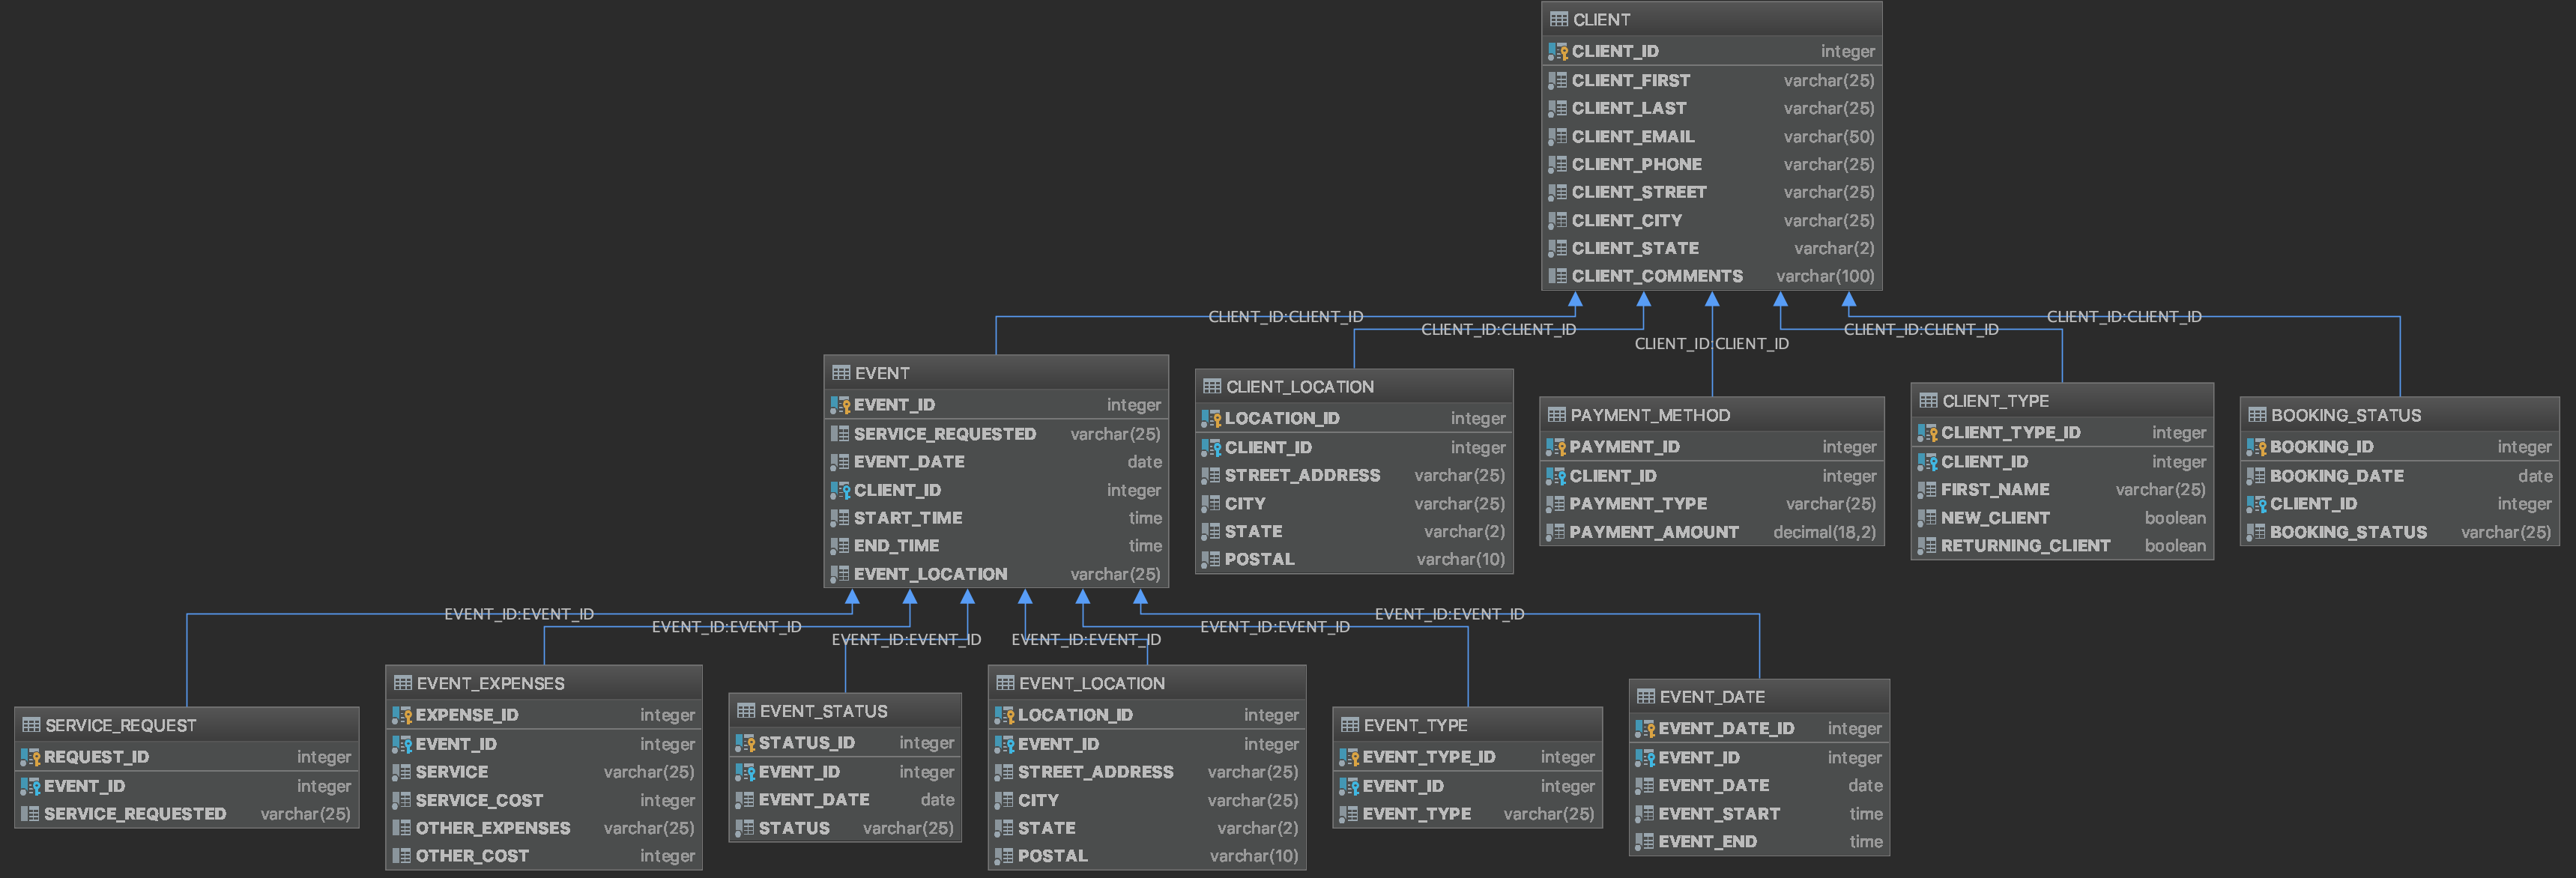 CLIENT
CLIENT_ID integer
CLIENT_FIRST varchar(25)
CLIENT_LAST varchar(25)
CLIENT_EMAIL varchar(50)
CLIENT_PHONE varchar(25)
CLIENT_STREET varchar(25)
CLIENT_CITY varchar(25)
CLIENT_STATE varchar(2)
CLIENT_COMMENTS varchar(100)
CLIENT_ID:CLIENT_ID
CLIENT_ID:CLIENT_ID
CLIENT_ID:CLIENT_ID
CLIENT_ID:CLIENT_ID
CLIENT_ID:CLIENT_ID
EVENT
EVENT_ID integer
SERVICE_REQUESTED varchar(25)
EVENT_DATE date
CLIENT_ID integer
START_TIME time
END_TIME time
EVENT_LOCATION varchar(25)
CLIENT_LOCATION
LOCATION_ID integer
CLIENT_ID integer
STREET_ADDRESS varchar(25)
CITY varchar(25)
STATE varchar(2)
POSTAL varchar(10)
PAYMENT_METHOD
PAYMENT_ID integer
CLIENT_ID integer
PAYMENT_TYPE varchar(25)
PAYMENT_AMOUNT decimal(18,2)
CLIENT_TYPE
CLIENT_TYPE_ID integer
CLIENT_ID integer
FIRST_NAME varchar(25)
NEW_CLIENT boolean
RETURNING_CLIENT boolean
BOOKING_STATUS
BOOKING_ID integer
BOOKING_DATE date
CLIENT_ID integer
BOOKING_STATUS varchar(25)
EVENT_ID:EVENT_ID
EVENT_ID:EVENT_ID
EVENT_ID:EVENT_ID
EVENT_ID:EVENT_ID
EVENT_ID:EVENT_ID
EVENT_ID:EVENT_ID
SERVICE_REQUEST
REQUEST_ID integer
EVENT_ID integer
SERVICE_REQUESTED varchar(25)
EVENT_EXPENSES
EXPENSE_ID integer
EVENT_ID integer
SERVICE varchar(25)
SERVICE_COST integer
OTHER_EXPENSES varchar(25)
OTHER_COST integer
EVENT_STATUS
STATUS_ID integer
EVENT_ID integer
EVENT_DATE date
STATUS varchar(25)
EVENT_LOCATION
LOCATION_ID integer
EVENT_ID integer
STREET_ADDRESS varchar(25)
CITY varchar(25)
STATE varchar(2)
POSTAL varchar(10)
EVENT_TYPE
EVENT_TYPE_ID integer
EVENT_ID integer
EVENT_TYPE varchar(25)
EVENT_DATE
EVENT_DATE_ID integer
EVENT_ID integer
EVENT_DATE date
EVENT_START time
EVENT_END time